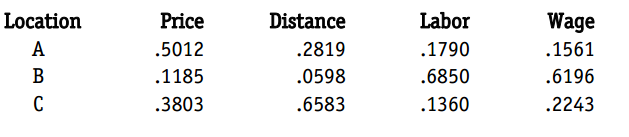 Location Price Distance Labor Wage
A .5012 .2819 .1790 .1561
B .1185 .0598 .6850 .6196
C .3803 .6583 .1360 .2243